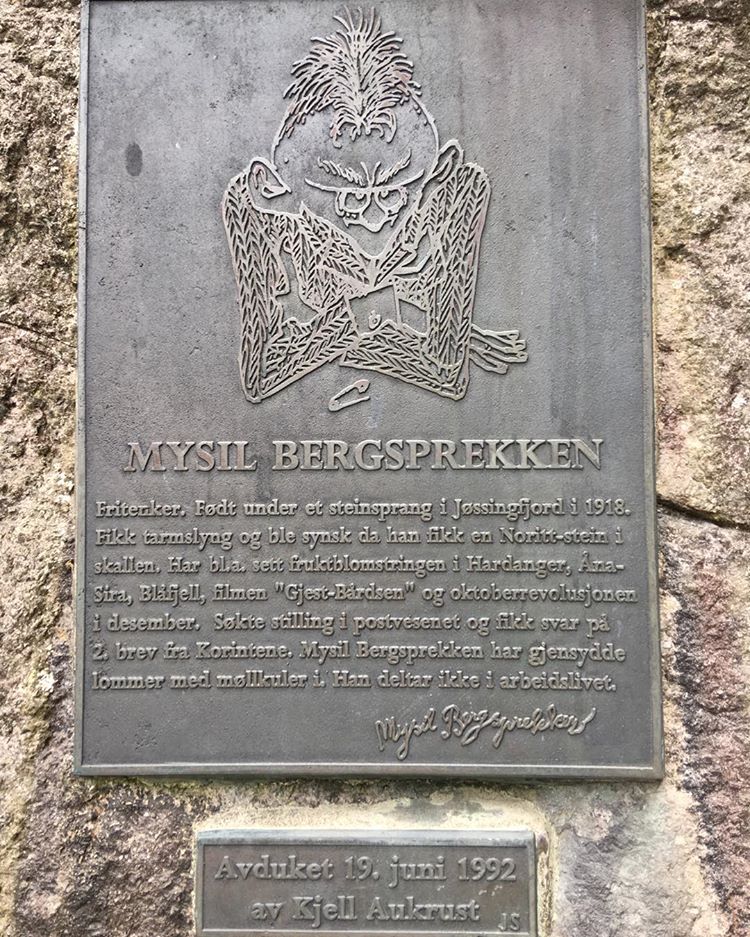 MYSIL BERGSPREKKEN
Fritenker. Født under et steinsprang i Jøssingfjord i 1918.
Fikk tarmslyng og ble synsk da han fikk en Noritt-stein i
skallen. Har bl.a. sett fruktblomstringen i Hardanger, Åna-
Sira, Blåfjell, filmen "Gjest-Bårdsen" og oktoberrevolusjonen
i desember. Søkte stilling i postvesenet og fikk svar på
2. brev fra Korintene. Mysil Bergsprekken har gjensydde
lommer med møllkuler i. Han deltar ikke i arbeidslivet.
Mysil Bergsprekken
Avduket 19. juni 1992
av Kjell Aukrust
JS